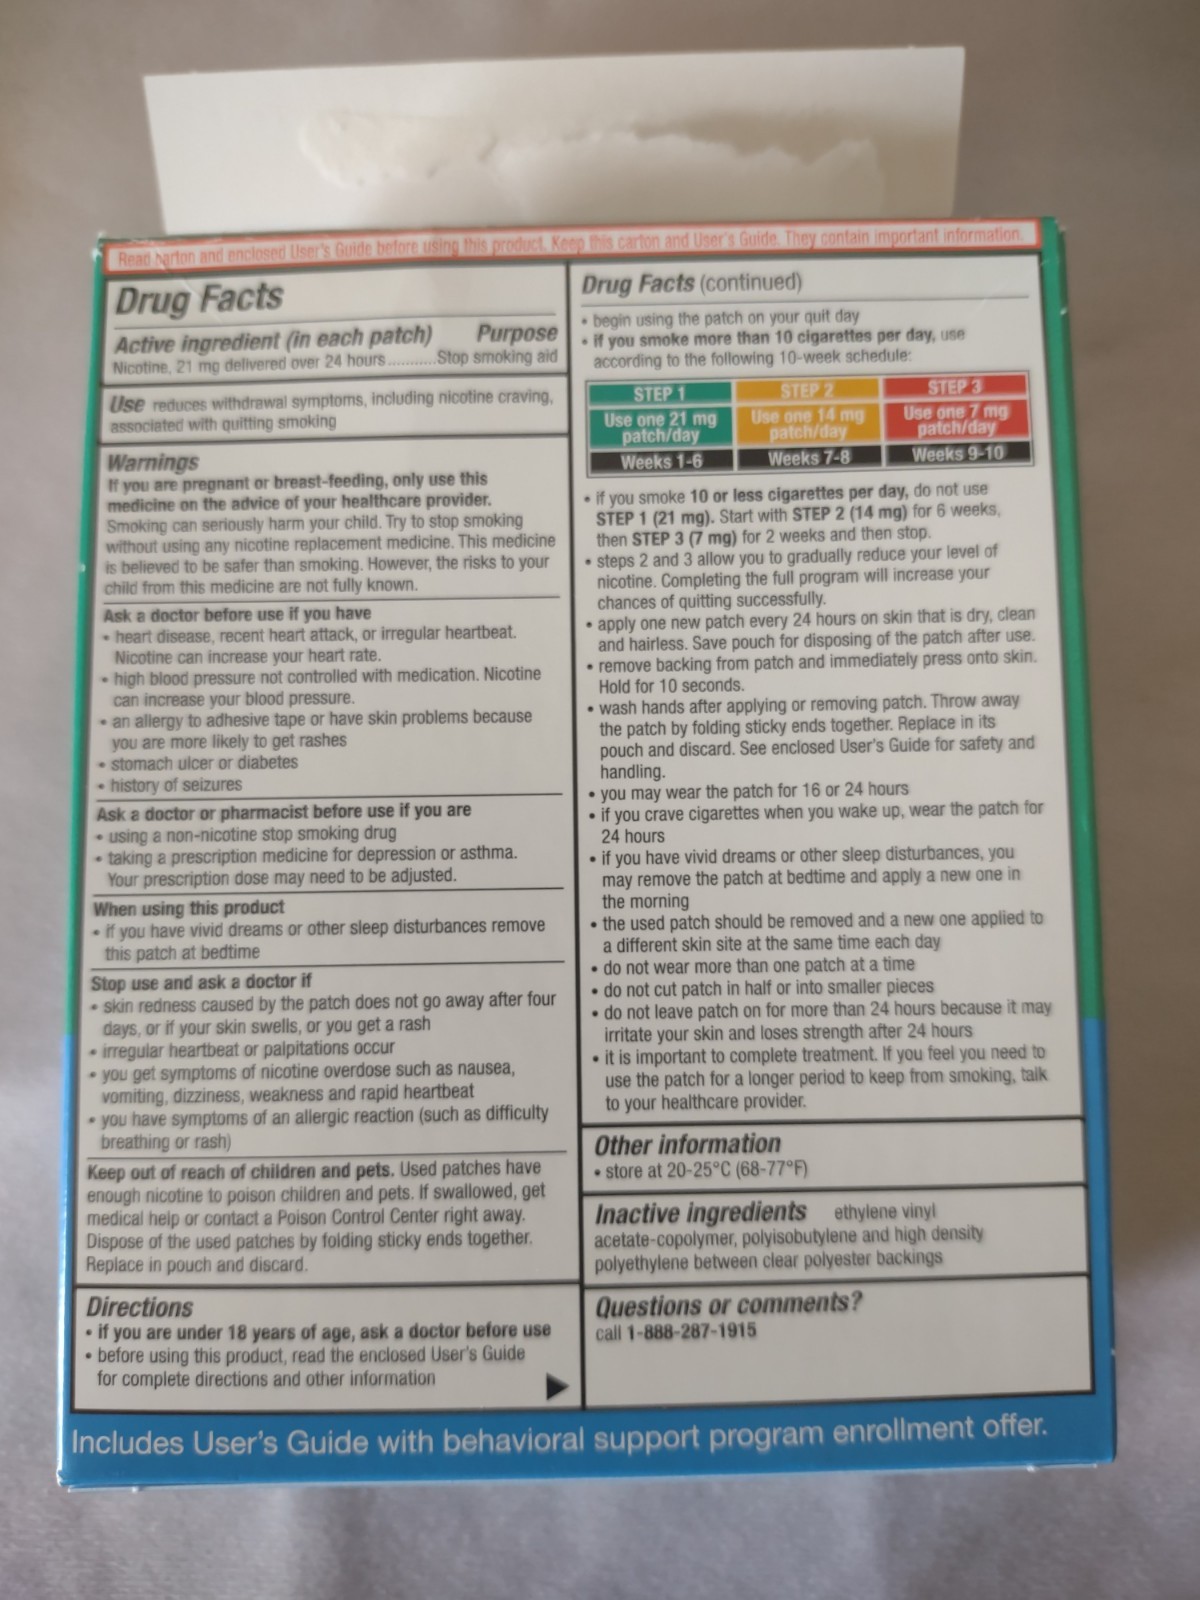 Read carton and enclosed User's Guide before using this product. Keep this carton and User's Guide. They contain important information.
Drug Facts
Active ingredient (in each patch) Purpose
Nicotine, 21 mg delivered over 24 hours...........Stop smoking aid
Use reduces withdrawal symptoms, including nicotine craving,
associated with quitting smoking
Warnings
If you are pregnant or breast-feeding, only use this
medicine on the advice of your healthcare provider.
Smoking can seriously harm your child. Try to stop smoking
without using any nicotine replacement medicine. This medicine
is believed to be safer than smoking. However, the risks to your
child from this medicine are not fully known.
Ask a doctor before use if you have
• heart disease, recent heart attack, or irregular heartbeat.
Nicotine can increase your heart rate.
• high blood pressure not controlled with medication. Nicotine
can increase your blood pressure.
• an allergy to adhesive tape or have skin problems because
you are more likely to get rashes
• stomach ulcer or diabetes
• history of seizures
Ask a doctor or pharmacist before use if you are
• using a non-nicotine stop smoking drug
• taking a prescription medicine for depression or asthma.
Your prescription dose may need to be adjusted.
When using this product
• if you have vivid dreams or other sleep disturbances remove
this patch at bedtime
Stop use and ask a doctor if
• skin redness caused by the patch does not go away after four
days, or if your skin swells, or you get a rash
• irregular heartbeat or palpitations occur
• you get symptoms of nicotine overdose such as nausea,
vomiting, dizziness, weakness and rapid heartbeat
• you have symptoms of an allergic reaction (such as difficulty
breathing or rash)
Keep out of reach of children and pets. Used patches have
enough nicotine to poison children and pets. If swallowed, get
medical help or contact a Poison Control Center right away.
Dispose of the used patches by folding sticky ends together.
Replace in pouch and discard.
Directions
• if you are under 18 years of age, ask a doctor before use
• before using this product, read the enclosed User's Guide
for complete directions and other information
Drug Facts (continued)
• begin using the patch on your quit day
• if you smoke more than 10 cigarettes per day, use
according to the following 10-week schedule:
STEP 1 STEP 2 STEP 3
Use one 21 mg Use one 14 mg Use one 7 mg
patch/day patch/day patch/day
Weeks 1-6 Weeks 7-8 Weeks 9-10
• if you smoke 10 or less cigarettes per day, do not use
STEP 1 (21 mg). Start with STEP 2 (14 mg) for 6 weeks,
then STEP 3 (7 mg) for 2 weeks and then stop.
• steps 2 and 3 allow you to gradually reduce your level of
nicotine. Completing the full program will increase your
chances of quitting successfully.
• apply one new patch every 24 hours on skin that is dry, clean
and hairless. Save pouch for disposing of the patch after use.
• remove backing from patch and immediately press onto skin.
Hold for 10 seconds.
• wash hands after applying or removing patch. Throw away
the patch by folding sticky ends together. Replace in its
pouch and discard. See enclosed User's Guide for safety and
handling.
• you may wear the patch for 16 or 24 hours
• if you crave cigarettes when you wake up, wear the patch for
24 hours
• if you have vivid dreams or other sleep disturbances, you
may remove the patch at bedtime and apply a new one in
the morning
• the used patch should be removed and a new one applied to
a different skin site at the same time each day
• do not wear more than one patch at a time
• do not cut patch in half or into smaller pieces
• do not leave patch on for more than 24 hours because it may
irritate your skin and loses strength after 24 hours
• it is important to complete treatment. If you feel you need to
use the patch for a longer period to keep from smoking, talk
to your healthcare provider.
Other information
• store at 20-25°C (68-77°F)
Inactive ingredients ethylene vinyl
acetate-copolymer, polyisobutylene and high density
polyethylene between clear polyester backings
Questions or comments?
call 1-888-287-1915
Includes User's Guide with behavioral support program enrollment offer.